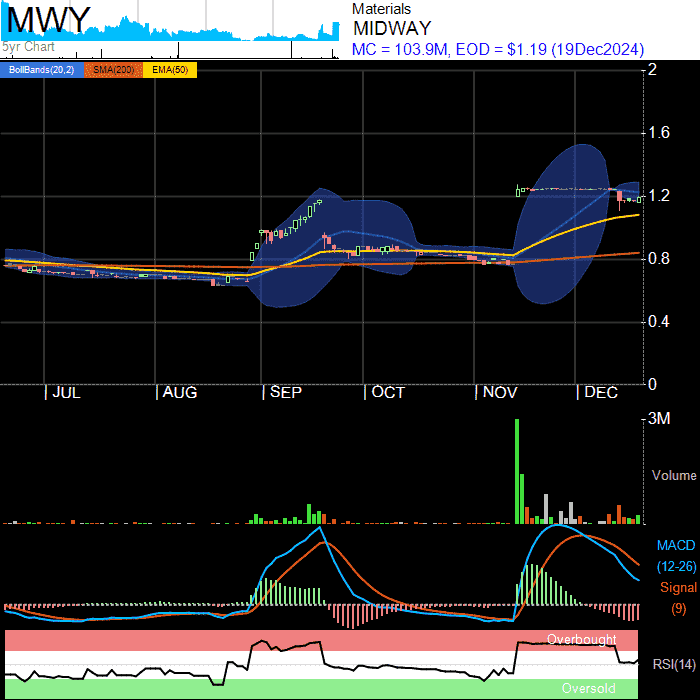 MWY
5yr Chart
Materials
MIDWAY
MC = 103.9M, EOD = $1.19 (19Dec2024)
BollBands(20,2) SMA(200) EMA(50)
2
1.6
1.2
0.8
0.4
0
| JUL | AUG | SEP | OCT | NOV | DEC
3M
Volume
MACD
(12-26)
Signal
(9)
Overbought
RSI(14)
Oversold